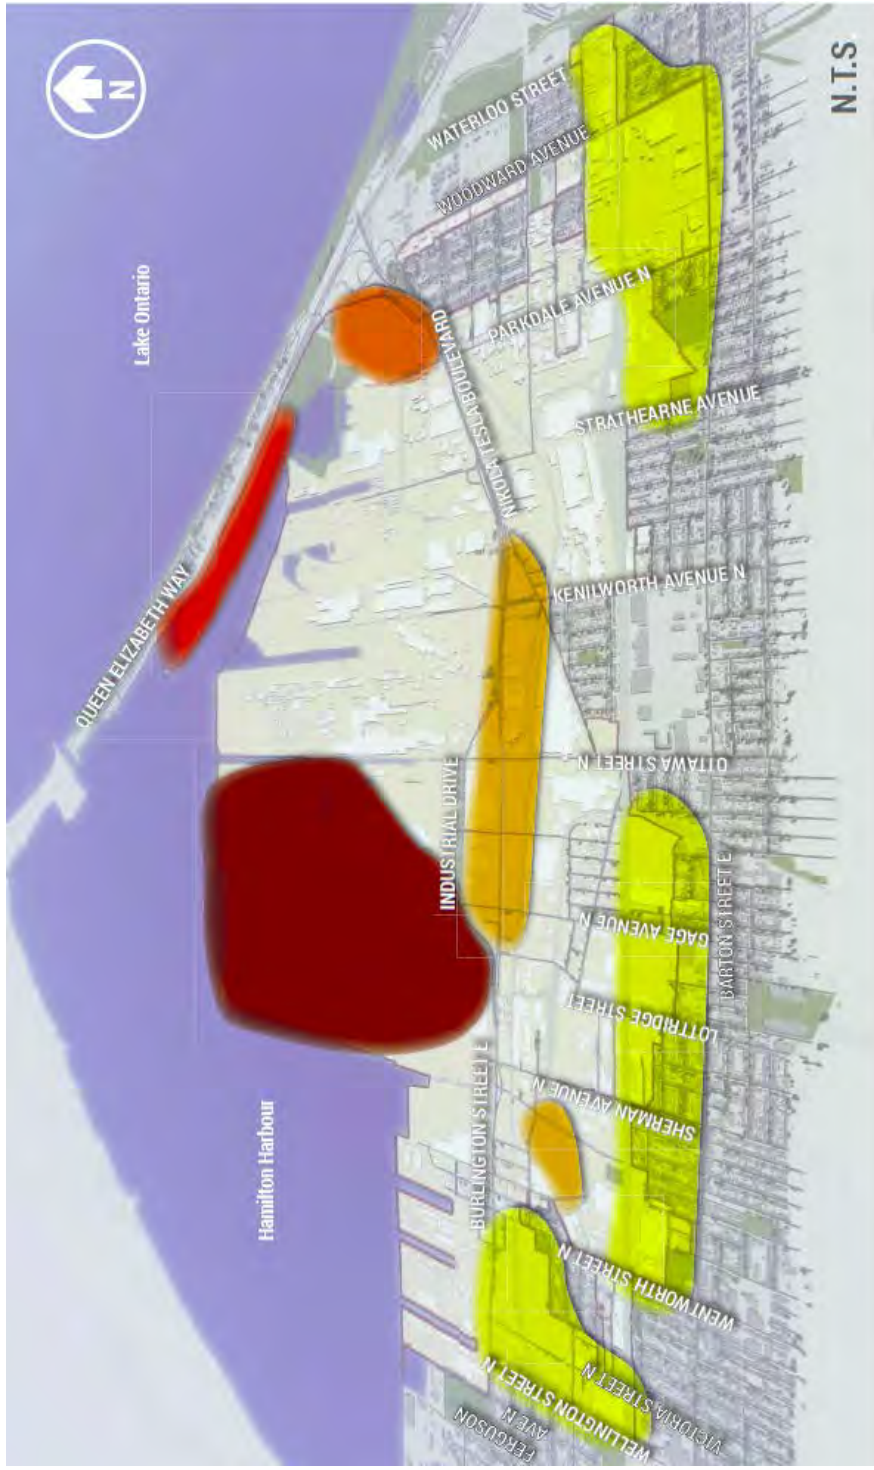 N
N.T.S.
Lake Ontario
Hamilton Harbour
QUEEN ELIZABETH WAY
WATERLOO STREET
WOODWARD AVENUE
PARKDALE AVENUE N
NIKOLA TESLA BOULEVARD
STRATHEARNE AVENUE
KENILWORTH AVENUE N
OTTAWA STREET N
INDUSTRIAL DRIVE
GAGE AVENUE N
BARTON STREET E
LOTTRIDGE STREET
SHERMAN AVENUE N
BURLINGTON STREET E
WENTWORTH STREET N
VICTORIA STREET N
WELLINGTON STREET N
FERGUSON
AVE N